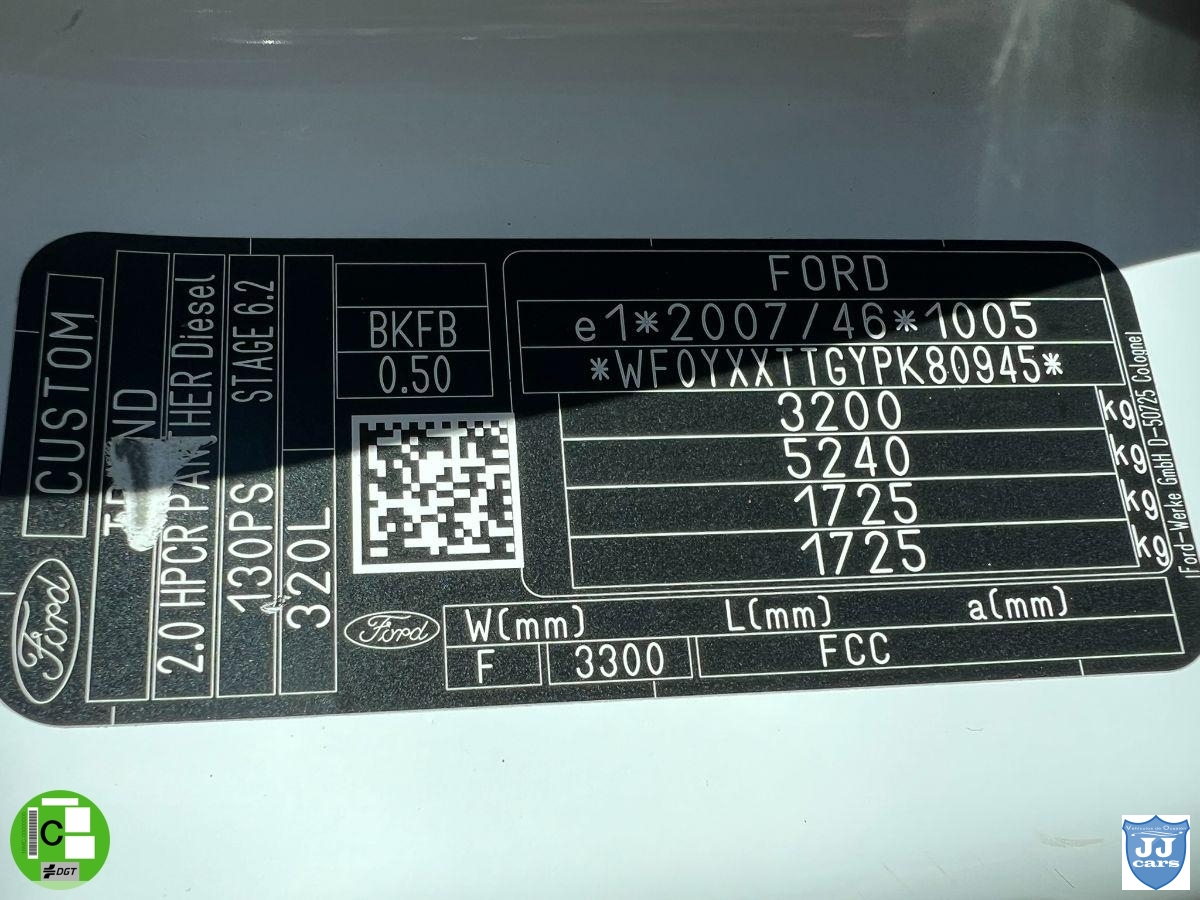 CUSTOM
2.0 HPCR PANTHER Diesel
130PS
STAGE 6.2
320L
Ford
BKFB
0.50
FORD
e1*2007/46*1005
*WF0YXXTTGYPK80945*
3200 kg
5240 kg
1725 kg
1725 kg
Ford-Werke GmbH D-50725 Cologne
Ford
W(mm) L(mm) a(mm)
F 3300 FCC
C
DGT
JJ
cars